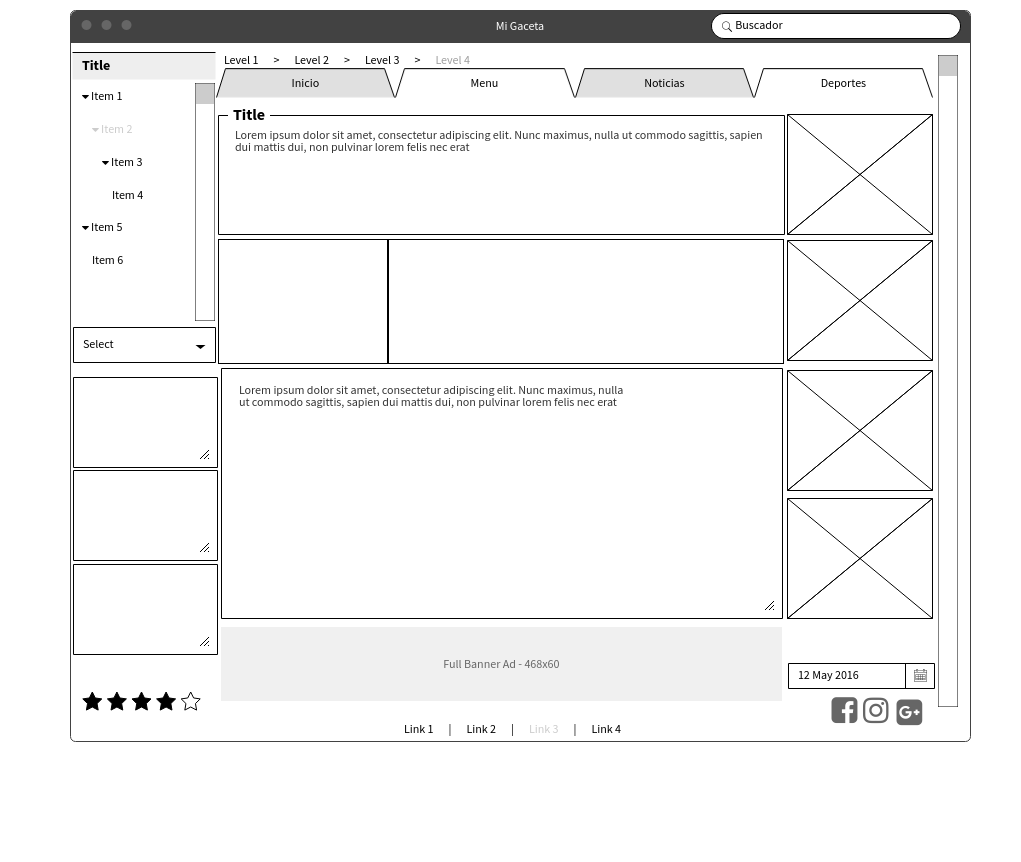 Mi Gaceta
Buscador
Title
Item 1
Item 2
Item 3
Item 4
Item 5
Item 6
Select
Level 1 > Level 2 > Level 3 > Level 4
Inicio Menu Noticias Deportes
Title
Lorem ipsum dolor sit amet, consectetur adipiscing elit. Nunc maximus, nulla ut commodo sagittis, sapien
dui mattis dui, non pulvinar lorem felis nec erat
Lorem ipsum dolor sit amet, consectetur adipiscing elit. Nunc maximus, nulla
ut commodo sagittis, sapien dui mattis dui, non pulvinar lorem felis nec erat
Full Banner Ad - 468x60
12 May 2016
G+
Link 1 | Link 2 | Link 3 | Link 4